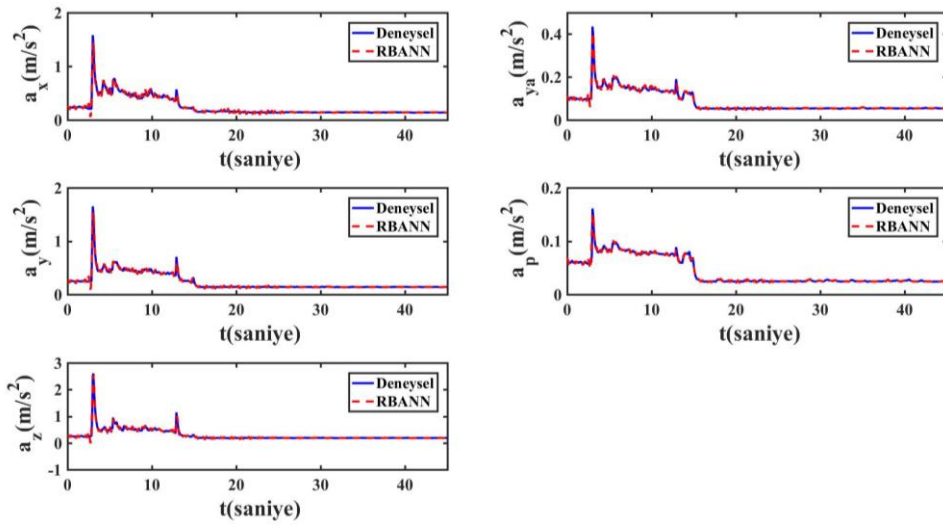 2
1
0
a_x(m/s^2)
Deneysel
RBANN
0 10 20 30 40
t(saniye)
0.4
0.2
0
a_ya(m/s^2)
Deneysel
RBANN
0 10 20 30 40
t(saniye)
2
1
0
a_y(m/s^2)
Deneysel
RBANN
0 10 20 30 40
t(saniye)
0.2
0.1
0
a_p(m/s^2)
Deneysel
RBANN
0 10 20 30 40
t(saniye)
3
2
1
0
-1
a_z(m/s^2)
Deneysel
RBANN
0 10 20 30 40
t(saniye)